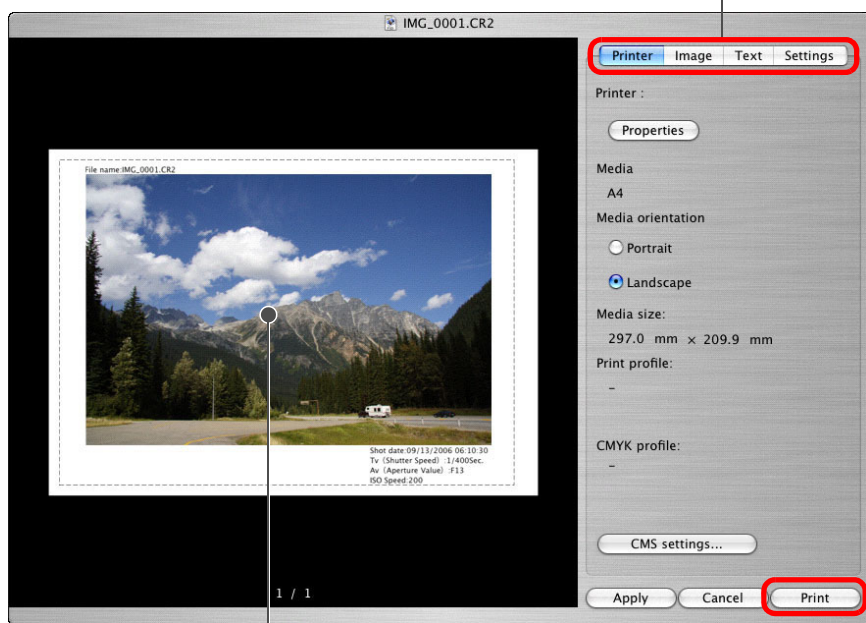 IMG_0001.CR2
File name:IMG_0001.CR2
Shot date:09/13/2006 06:10:30
Tv (Shutter Speed) :1/400Sec.
Av (Aperture Value) :F13
ISO Speed:200
1 / 1
Printer Image Text Settings
Printer :
Properties
Media
A4
Media orientation
Portrait
Landscape
Media size:
297.0 mm × 209.9 mm
Print profile:
–
CMYK profile:
–
CMS settings...
Apply Cancel Print